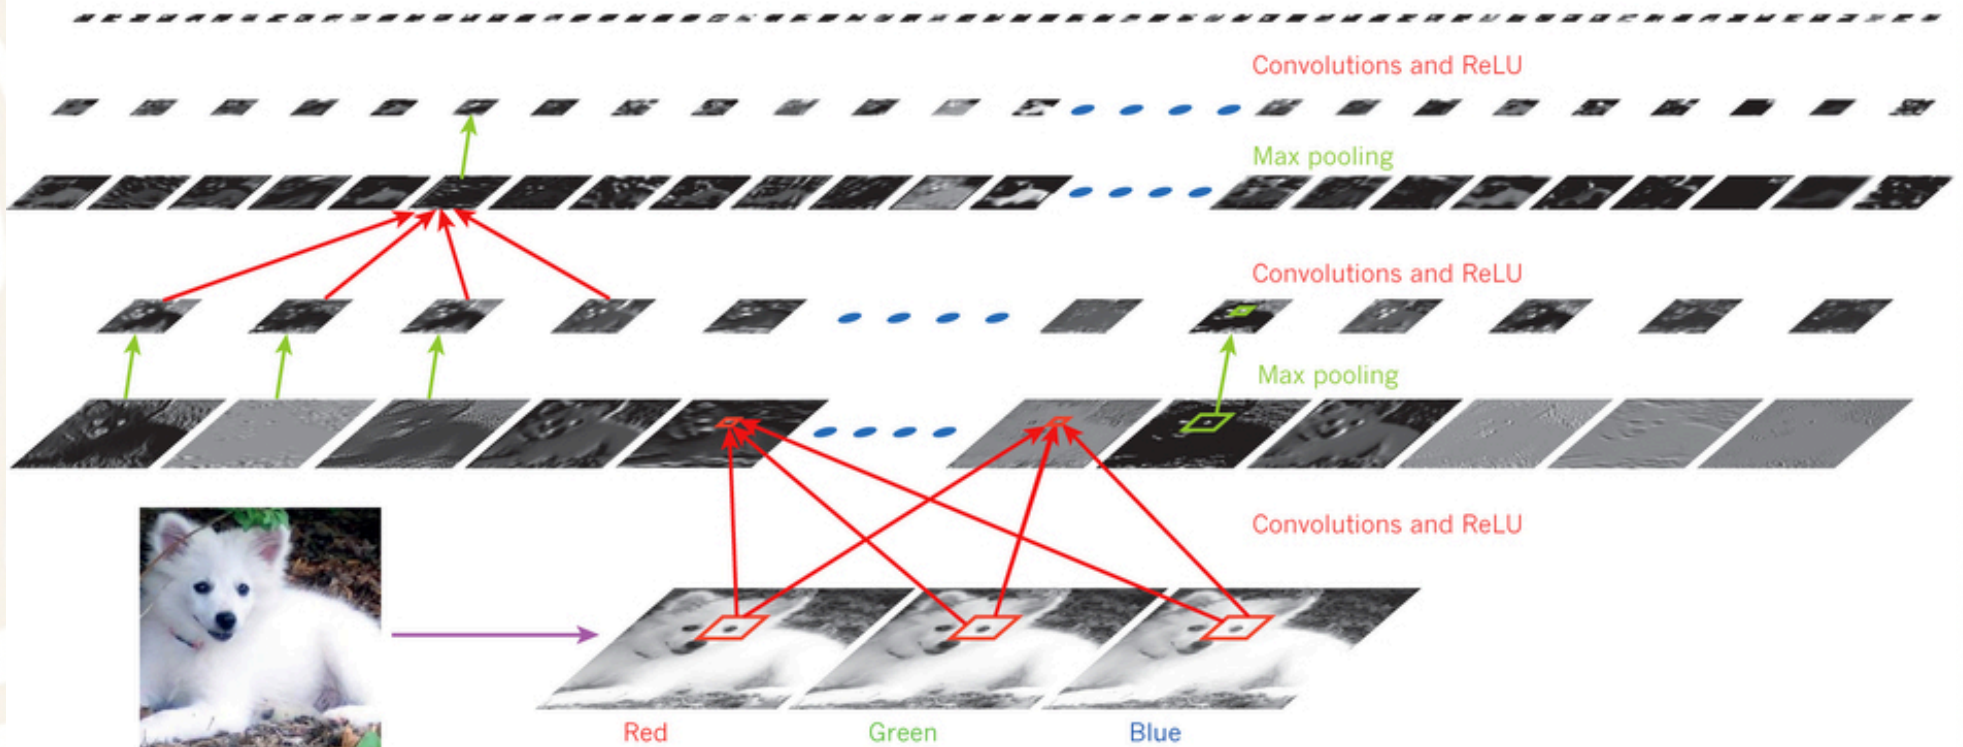 Convolutions and ReLU
Max pooling
Convolutions and ReLU
Max pooling
Convolutions and ReLU
Red
Green
Blue